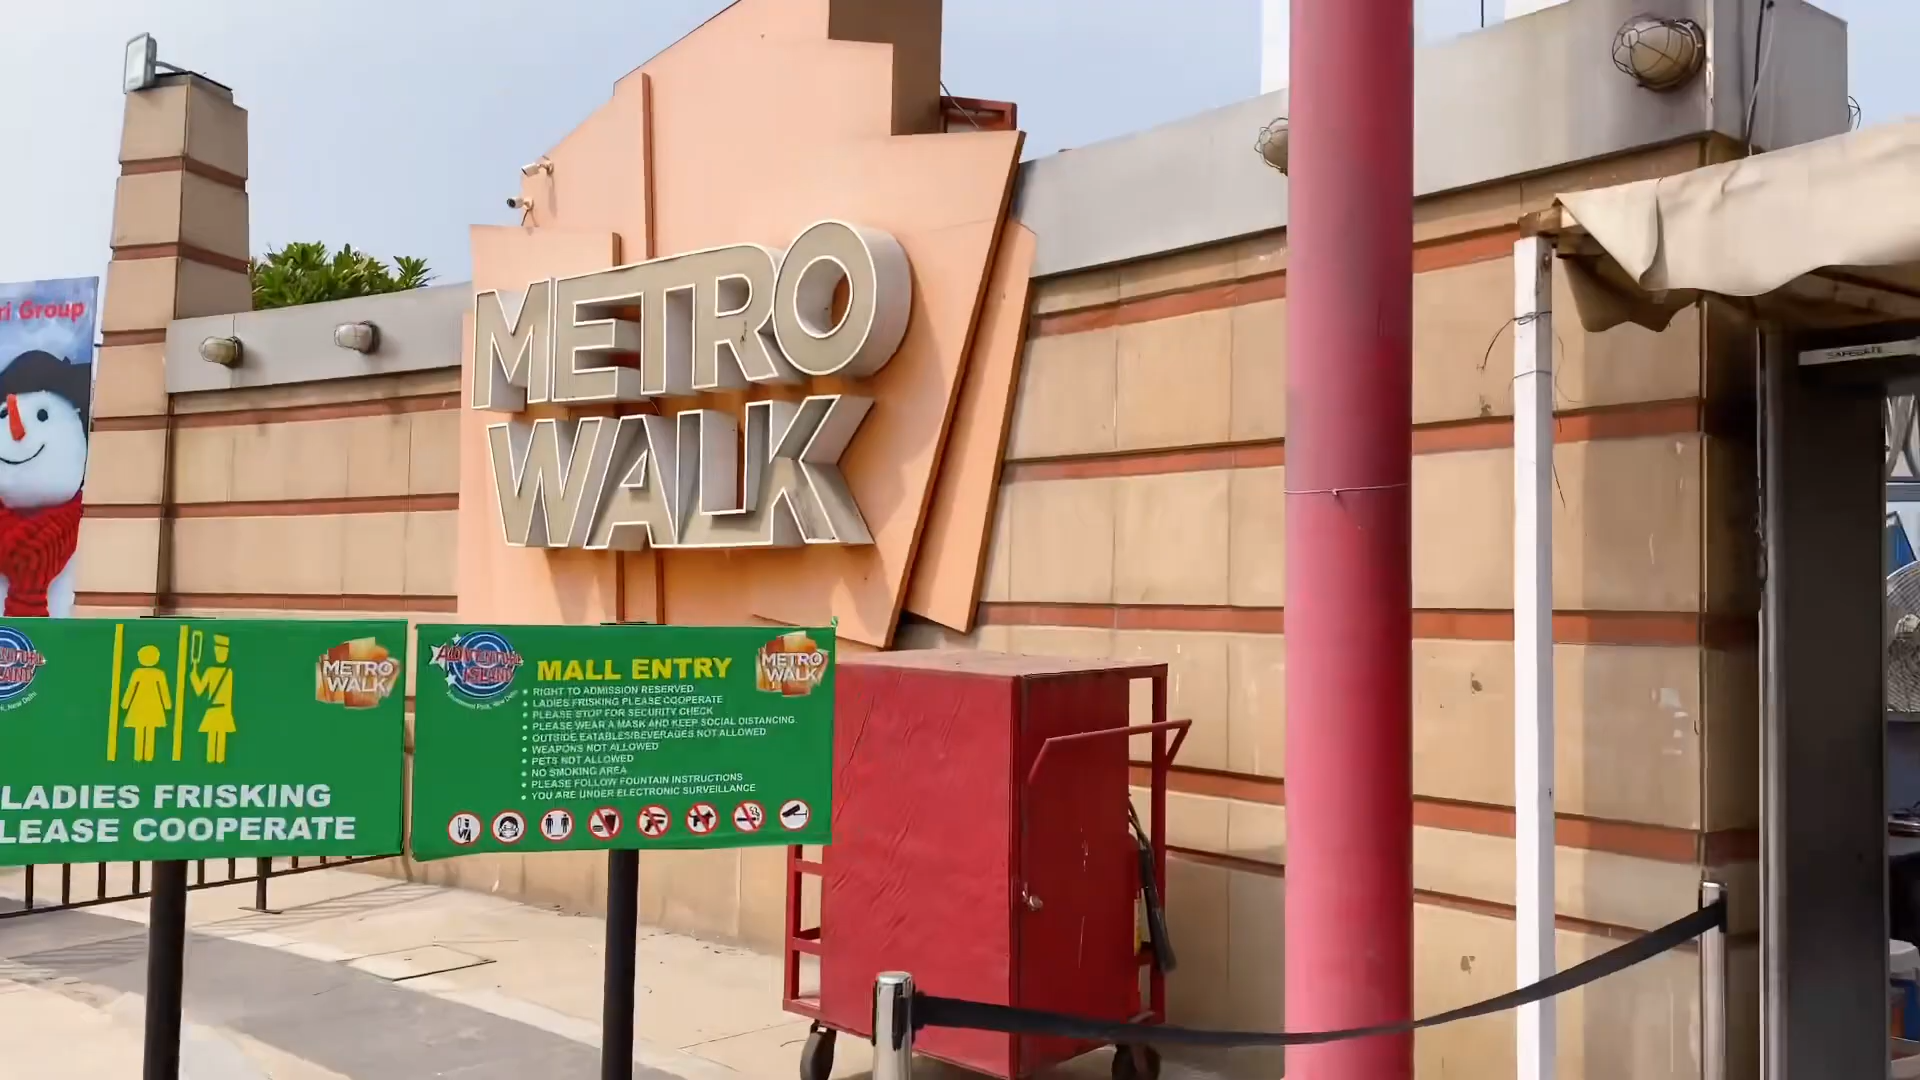 ri Group
METRO
WALK
METRO
WALK
LADIES FRISKING
LEASE COOPERATE
ADVENTURE
ISLAND
METRO
WALK
MALL ENTRY
• RIGHT TO ADMISSION RESERVED
• LADIES FRISKING PLEASE COOPERATE
• PLEASE STOP FOR SECURITY CHECK
• PLEASE WEAR A MASK AND KEEP SOCIAL DISTANCING
• OUTSIDE EATABLES/BEVERAGES NOT ALLOWED
• WEAPONS NOT ALLOWED
• PETS NOT ALLOWED
• NO SMOKING AREA
• PLEASE FOLLOW FOUNTAIN INSTRUCTIONS
• YOU ARE UNDER ELECTRONIC SURVEILLANCE